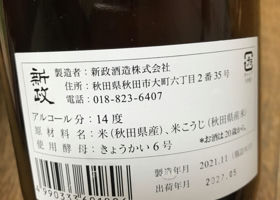 新政
製造者：新政酒造株式会社
住所：秋田県秋田市大町六丁目2番35号
電話：018-823-6407
アルコール分：14度
原材料名：米(秋田県産)、米こうじ(秋田県産米)
使用酵母：きょうかい6号
*お酒は20歳から。
製造年月 2021.11
出荷年月 2022.05